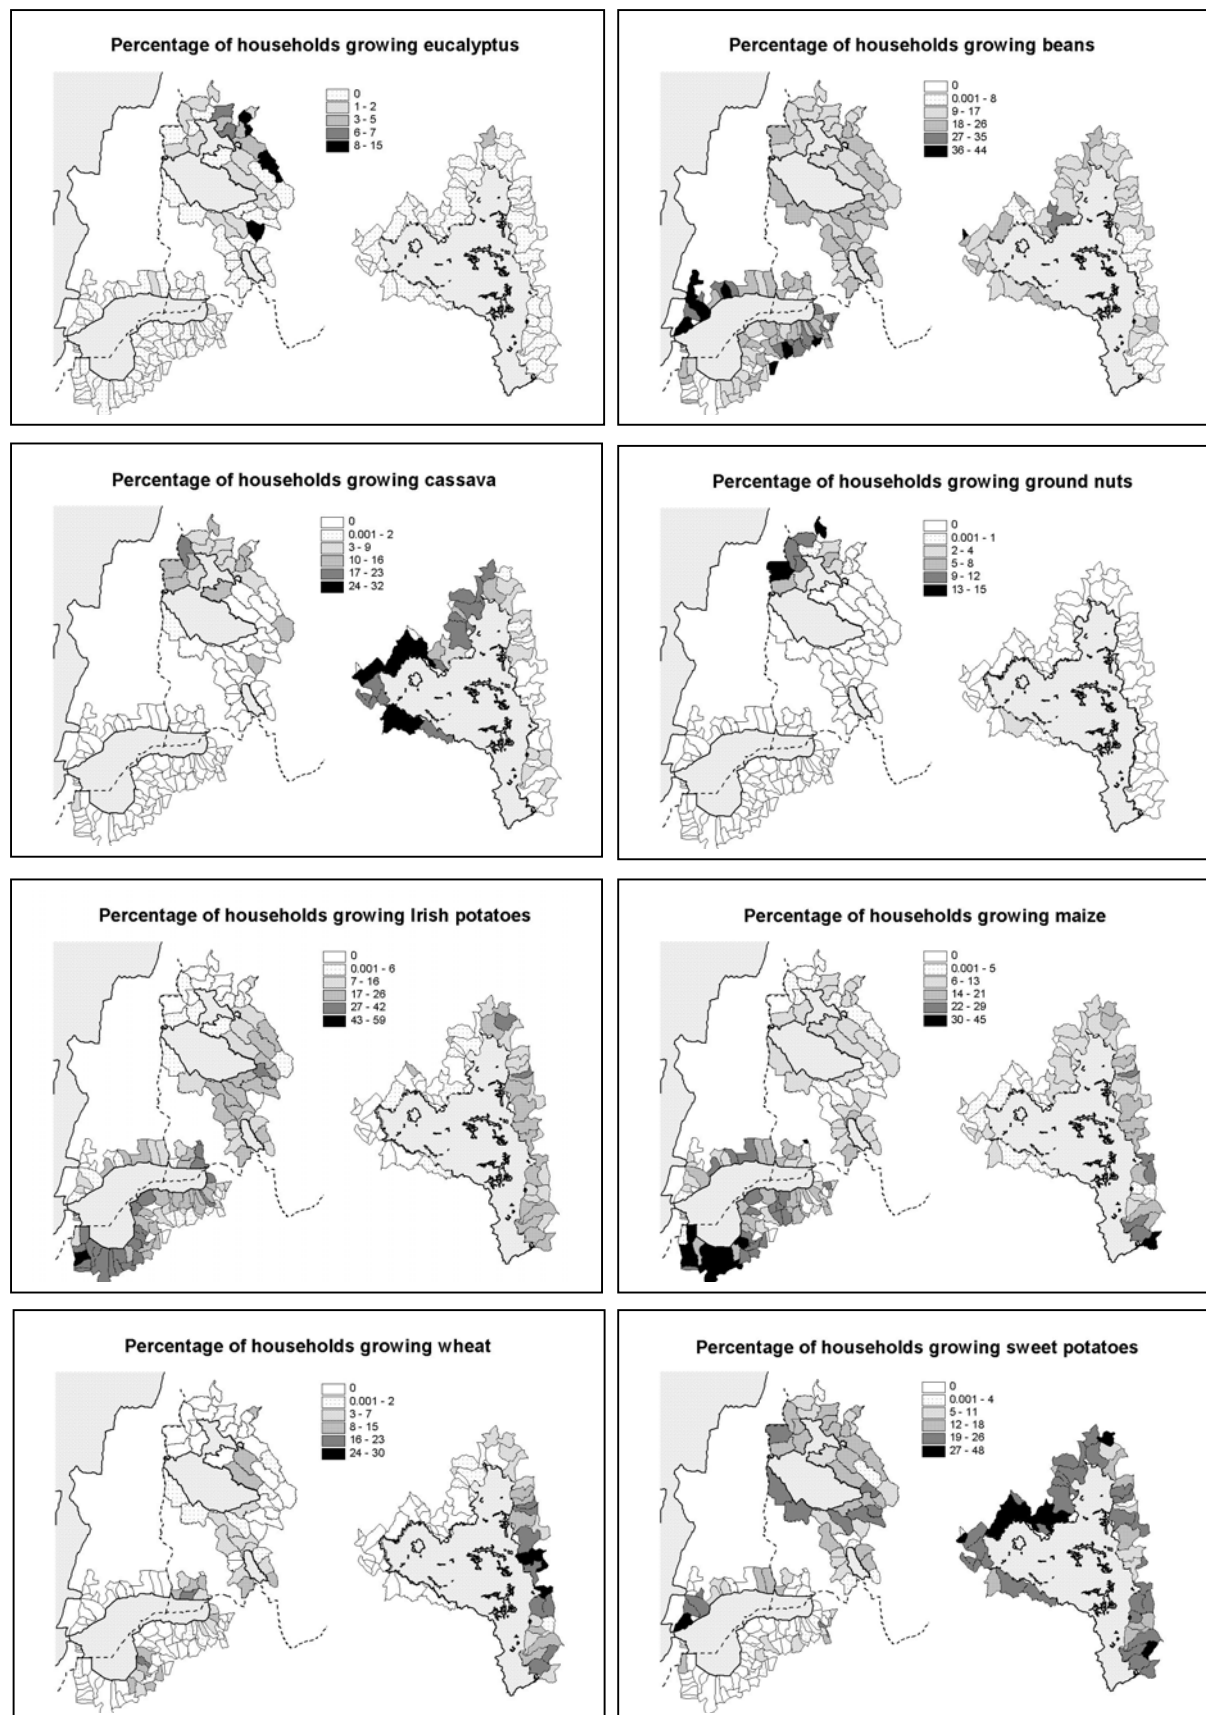 Percentage of households growing eucalyptus
0
1 - 2
3 - 5
6 - 7
8 - 15
Percentage of households growing beans
0
0.001 - 8
9 - 17
18 - 26
27 - 35
36 - 44
Percentage of households growing cassava
0
0.001 - 2
3 - 9
10 - 16
17 - 23
24 - 32
Percentage of households growing ground nuts
0
0.001 - 1
2 - 4
5 - 8
9 - 12
13 - 15
Percentage of households growing Irish potatoes
0
0.001 - 6
7 - 16
17 - 26
27 - 42
43 - 59
Percentage of households growing maize
0
0.001 - 5
6 - 13
14 - 21
22 - 29
30 - 45
Percentage of households growing wheat
0
0.001 - 2
3 - 7
8 - 15
16 - 23
24 - 30
Percentage of households growing sweet potatoes
0
0.001 - 4
5 - 11
12 - 18
19 - 26
27 - 48